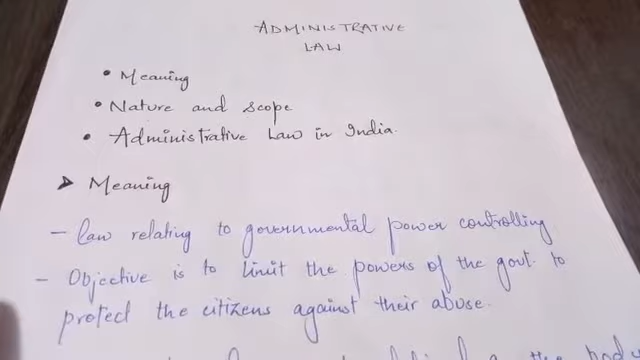 ADMINISTRATIVE
LAW
• Meaning
• Nature and scope
• Administrative Law in India.
➤ Meaning
- Law relating to governmental power controlling
- Objective is to limit the powers of the govt. to
protect the citizens against their abuse.